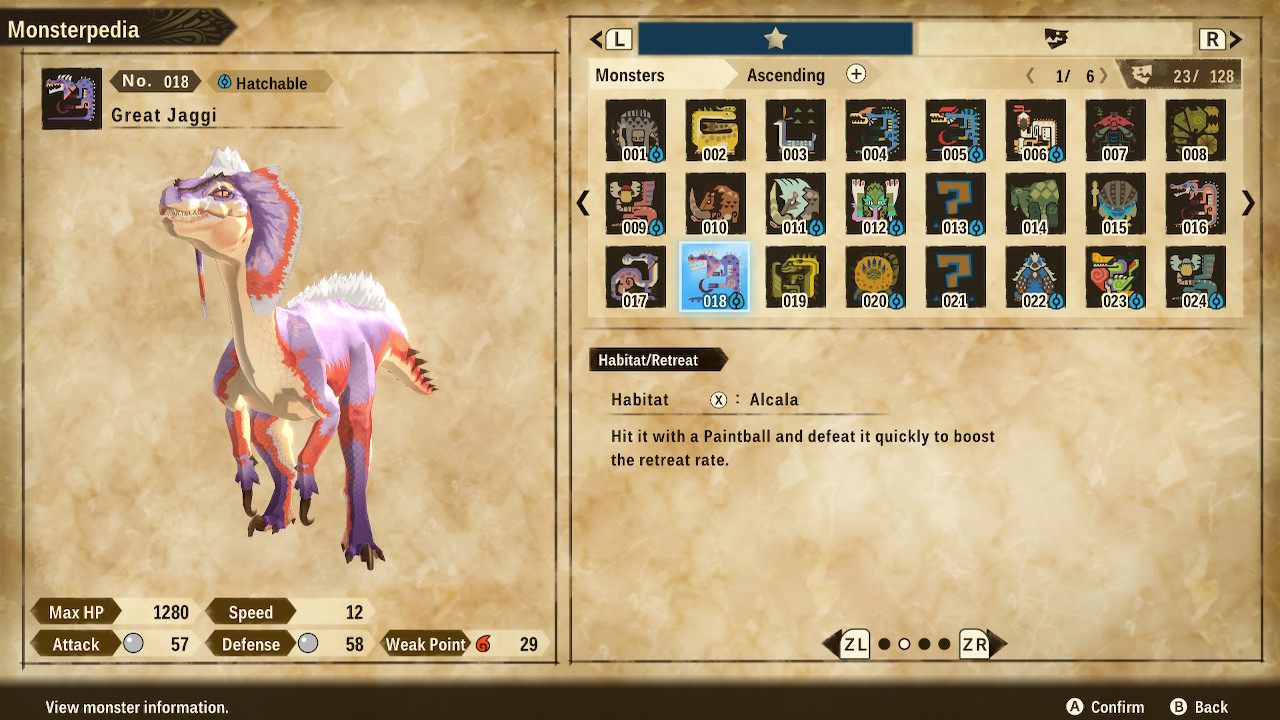 Monsterpedia
No. 018
Hatchable
Great Jaggi
Max HP 1280
Speed 12
Attack 57
Defense 58
Weak Point 29
L
R
Monsters
Ascending
1/ 6
23/ 128
001 002 003 004 005 006 007 008
009 010 011 012 013 014 015 016
017 018 019 020 021 022 023 024
Habitat/Retreat
Habitat X : Alcala
Hit it with a Paintball and defeat it quickly to boost
the retreat rate.
ZL ZR
View monster information.
A Confirm B Back